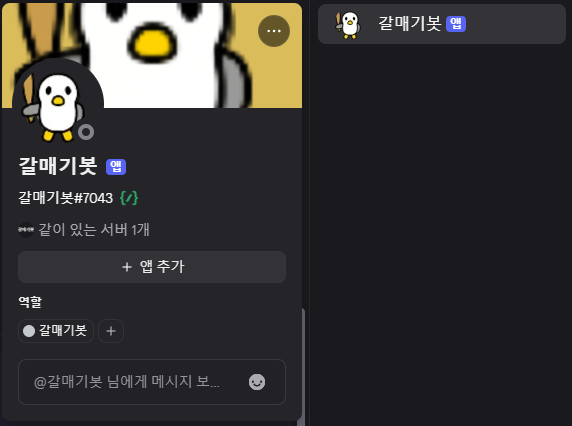 갈매기봇 앱
갈매기봇#7043 {/}
같이 있는 서버 1개
+ 앱 추가
역할
갈매기봇 +
@갈매기봇 님에게 메시지 보...
갈매기봇 앱